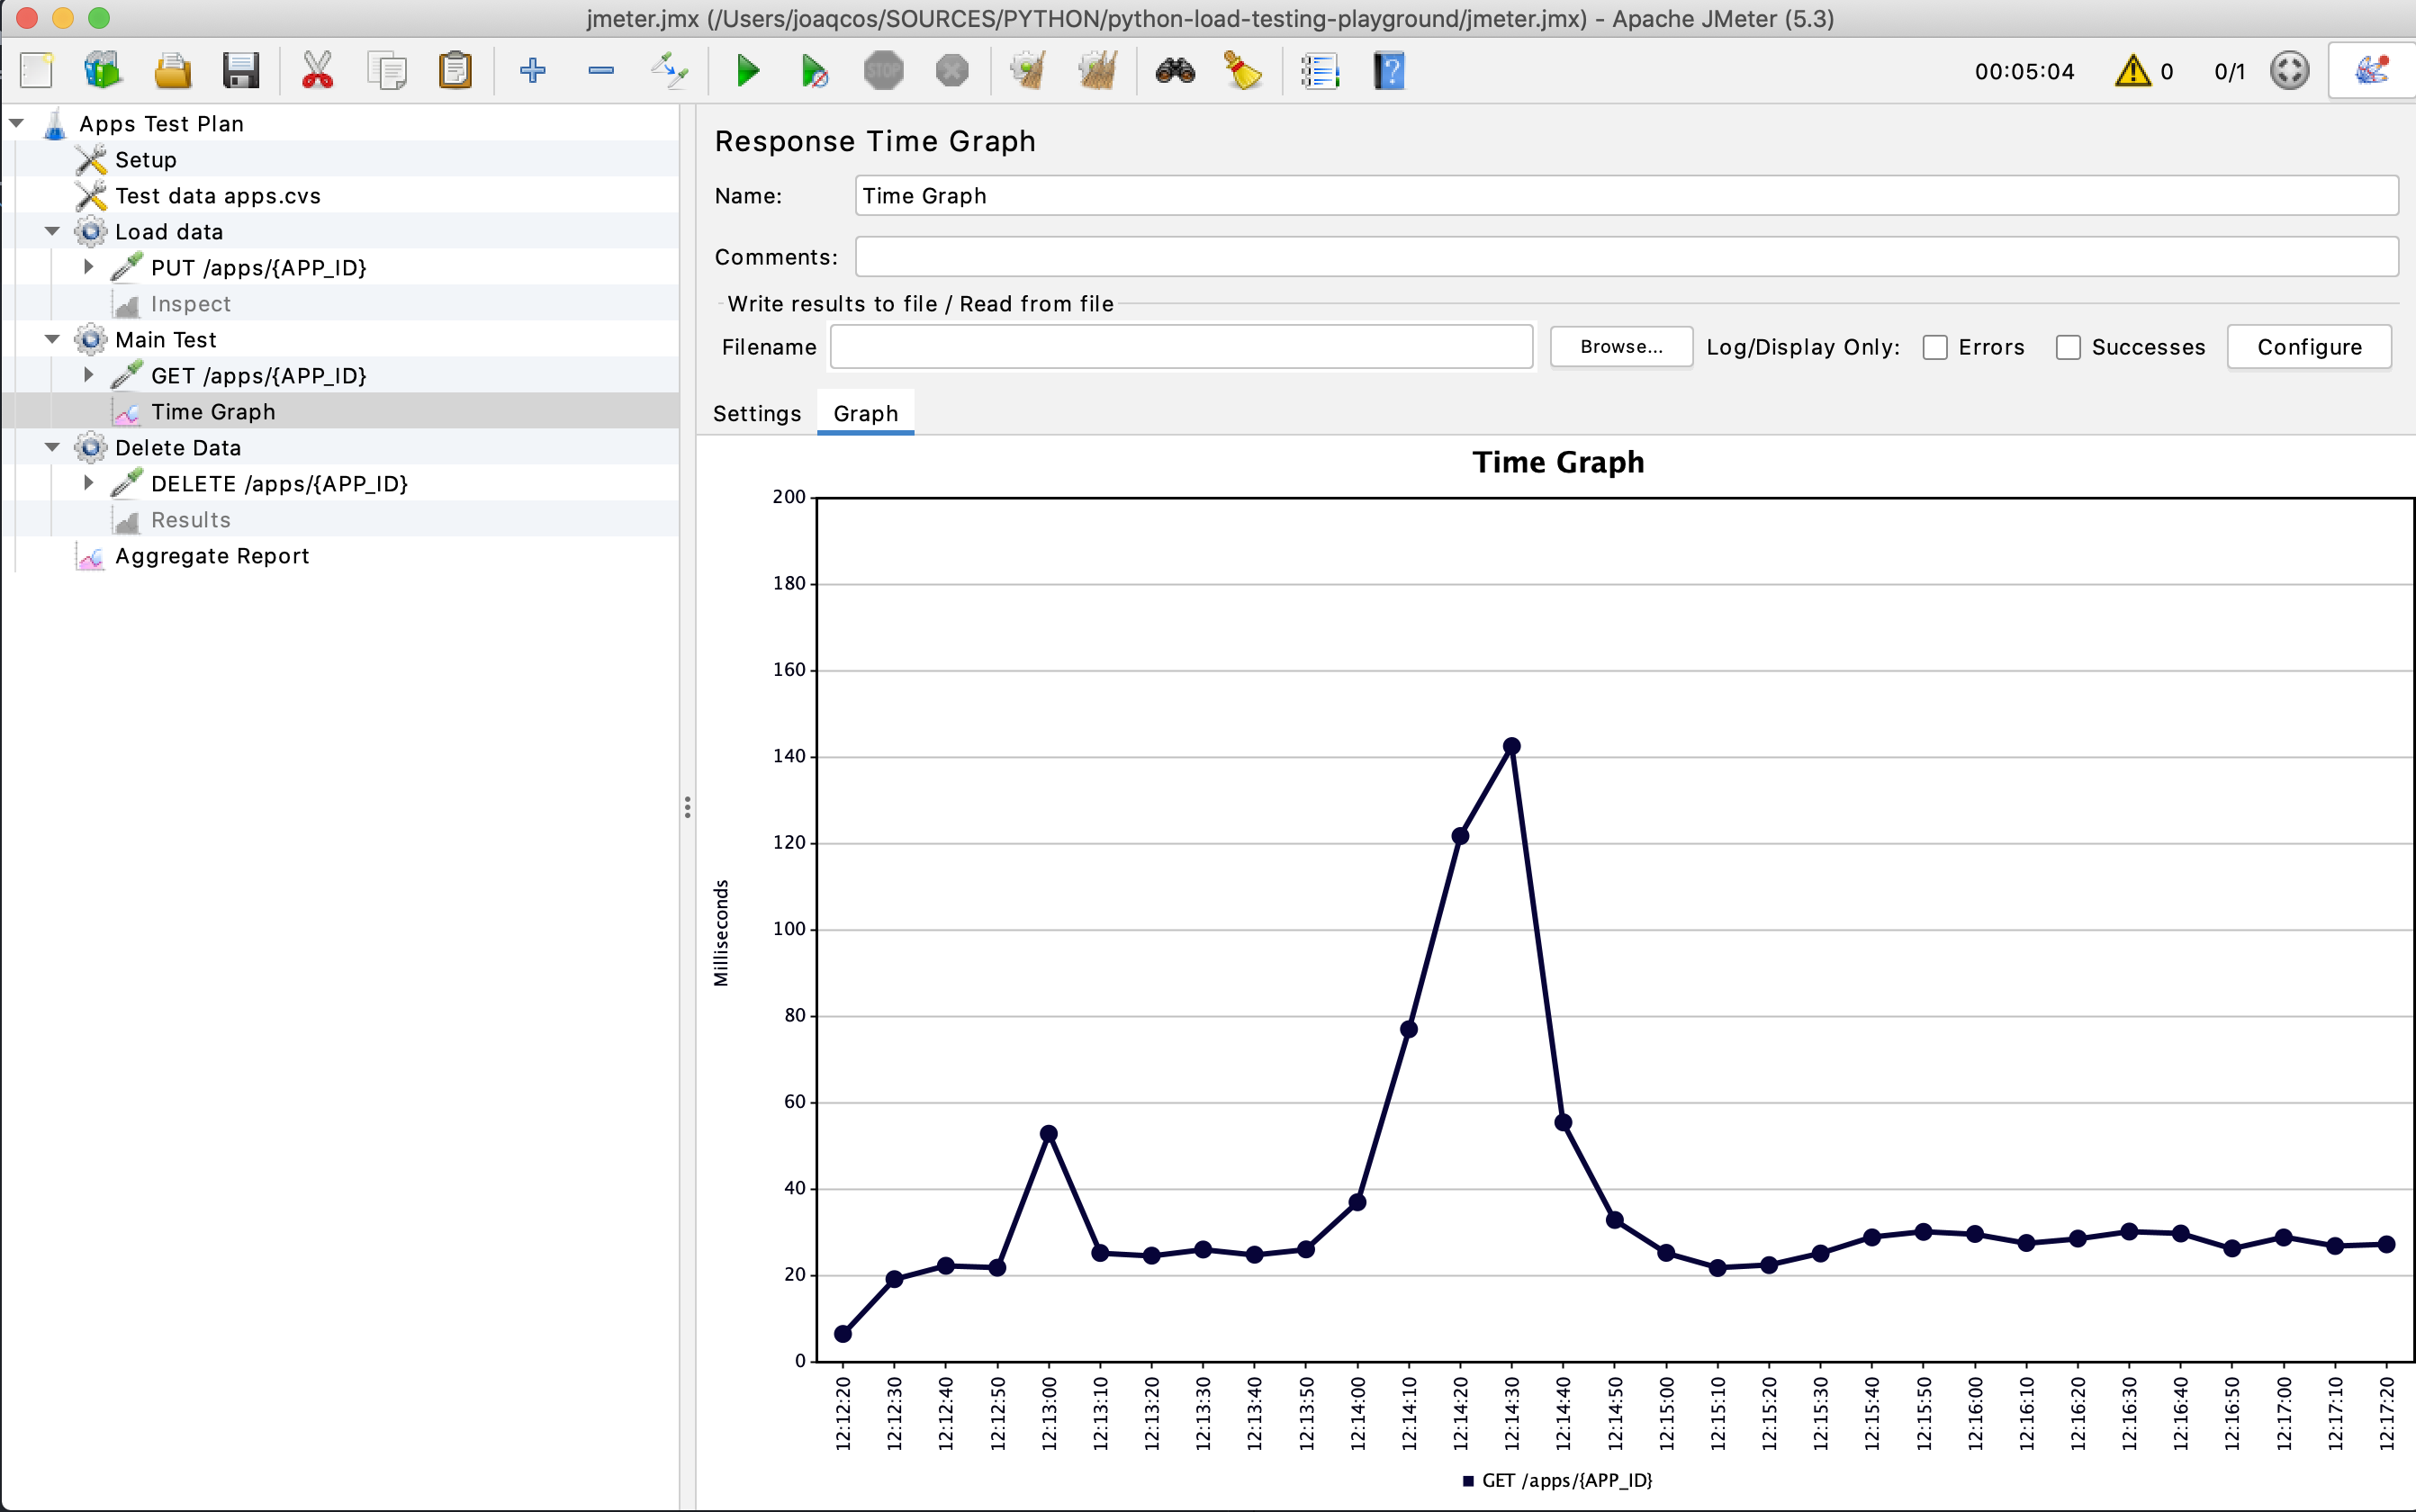 jmeter.jmx (/Users/joaqcos/SOURCES/PYTHON/python-load-testing-playground/jmeter.jmx) - Apache JMeter (5.3)
STOP
?
00:05:04
0
0/1
Apps Test Plan
Setup
Test data apps.cvs
Load data
PUT /apps/{APP_ID}
Inspect
Main Test
GET /apps/{APP_ID}
Time Graph
Delete Data
DELETE /apps/{APP_ID}
Results
Aggregate Report
Response Time Graph
Name: Time Graph
Comments:
Write results to file / Read from file
Filename Browse... Log/Display Only: Errors Successes Configure
Settings Graph
Time Graph
Milliseconds
200
180
160
140
120
100
80
60
40
20
0
12:12:20
12:12:30
12:12:40
12:12:50
12:13:00
12:13:10
12:13:20
12:13:30
12:13:40
12:13:50
12:14:00
12:14:10
12:14:20
12:14:30
12:14:40
12:14:50
12:15:00
12:15:10
12:15:20
12:15:30
12:15:40
12:15:50
12:16:00
12:16:10
12:16:20
12:16:30
12:16:40
12:16:50
12:17:00
12:17:10
12:17:20
GET /apps/{APP_ID}